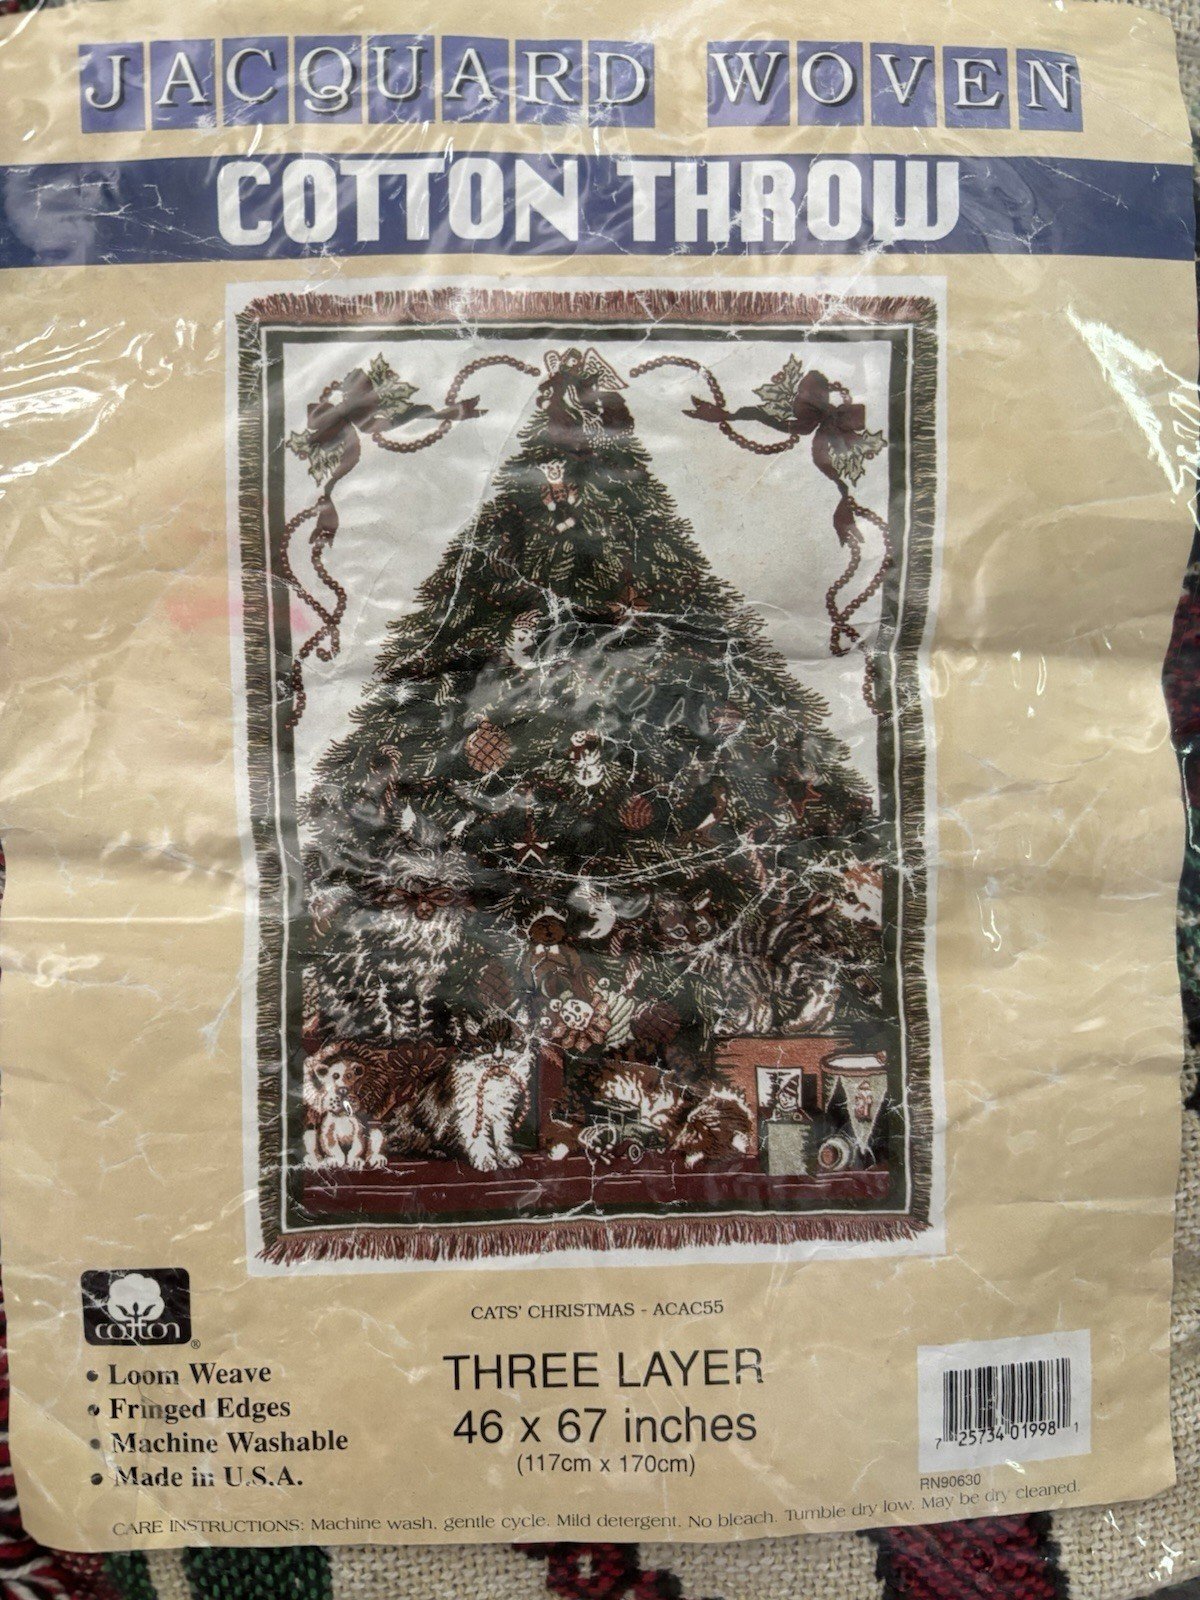 JACQUARD WOVEN
COTTON THROW
CATS' CHRISTMAS - ACAC55
cotton ®
• Loom Weave
• Fringed Edges
• Machine Washable
• Made in U.S.A.
THREE LAYER
46 x 67 inches
(117cm x 170cm)
7 25734 01998 1
RN90630
CARE INSTRUCTIONS: Machine wash, gentle cycle. Mild detergent. No bleach. Tumble dry low. May be dry cleaned.